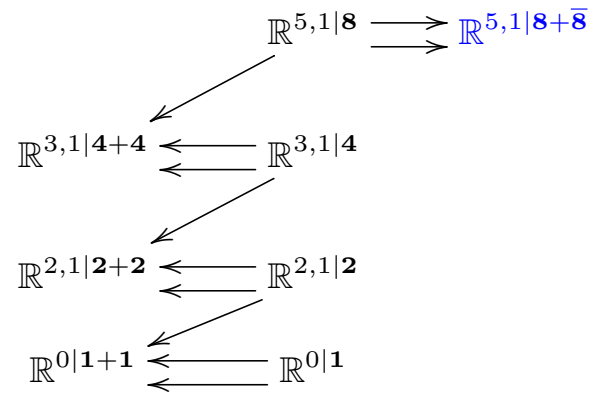 ℝ^{5,1|𝟖} ℝ^{5,1|𝟖+𝟖̅}
ℝ^{3,1|𝟒+𝟒} ℝ^{3,1|𝟒}
ℝ^{2,1|𝟐+𝟐} ℝ^{2,1|𝟐}
ℝ^{0|𝟏+𝟏} ℝ^{0|𝟏}